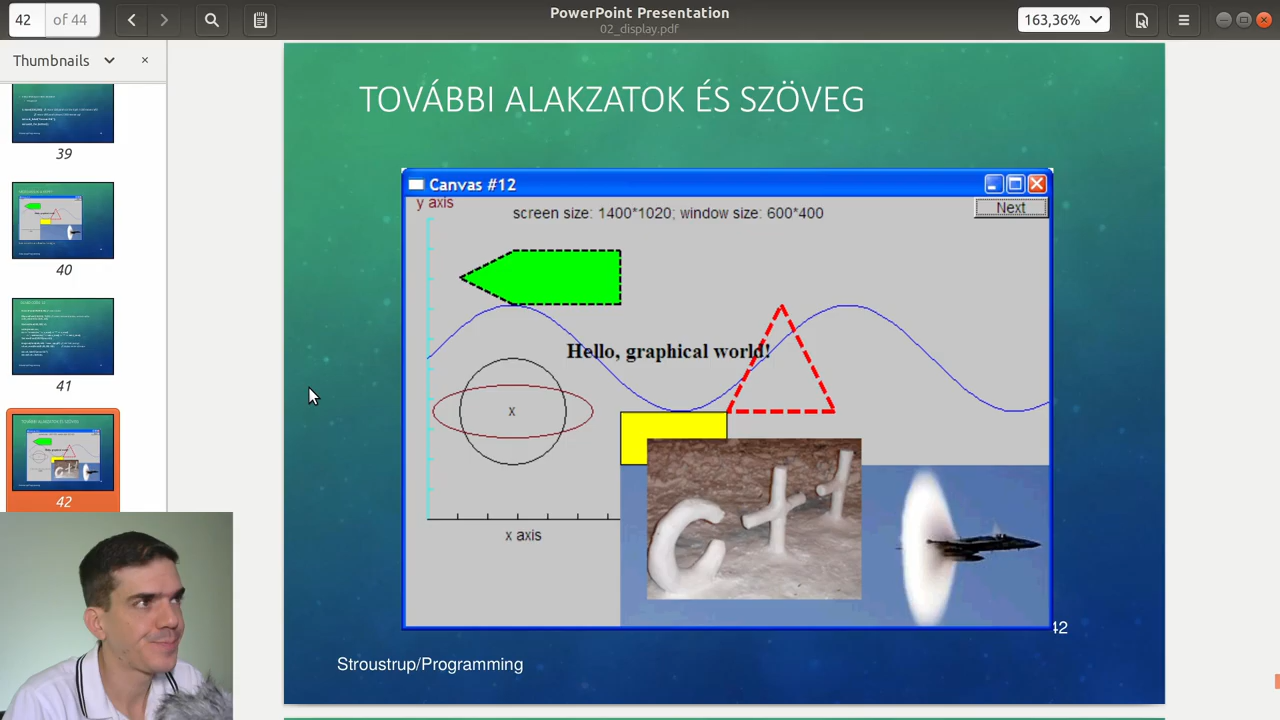 42 of 44
PowerPoint Presentation
02_display.pdf
163,36%
Thumbnails
39
40
41
42
TOVÁBBI ALAKZATOK ÉS SZÖVEG
Canvas #12
y axis
screen size: 1400*1020; window size: 600*400
Next
Hello, graphical world!
x
x axis
C++
42
Stroustrup/Programming